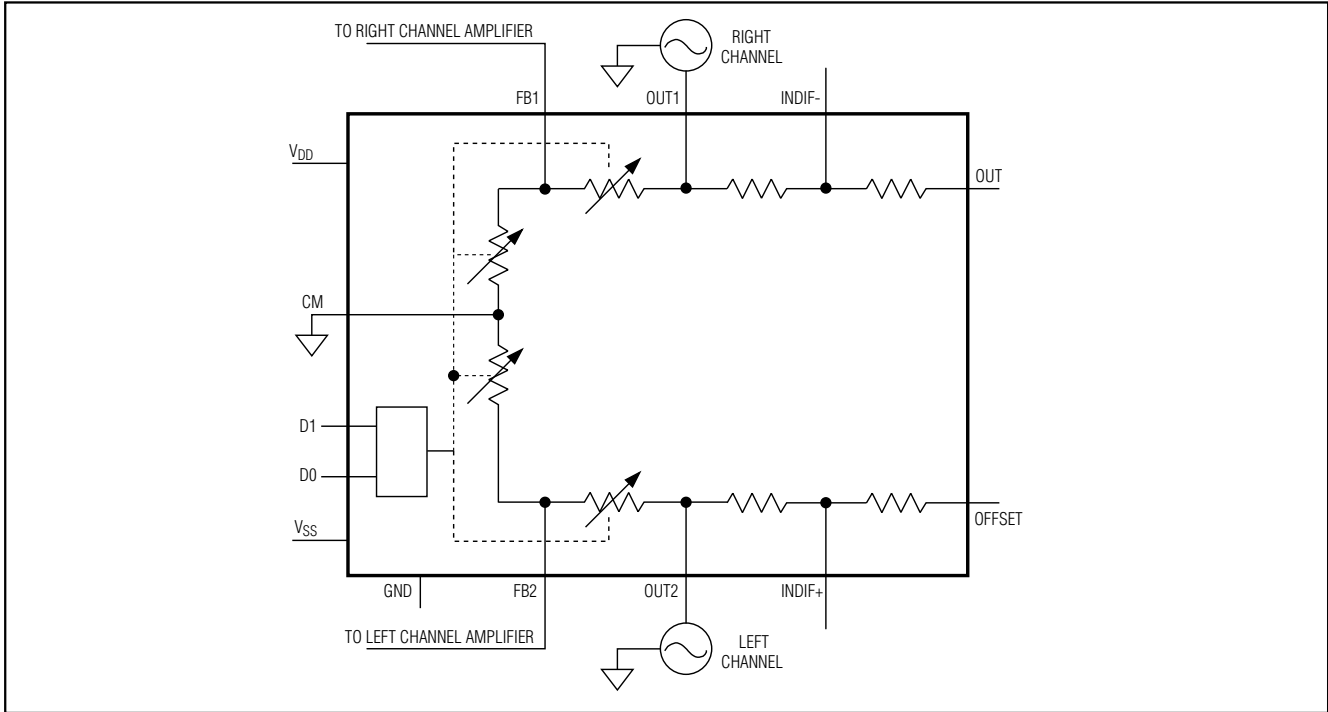 TO RIGHT CHANNEL AMPLIFIER
RIGHT
CHANNEL
FB1
OUT1
INDIF-
VDD
OUT
CM
D1
D0
VSS
OFFSET
GND
FB2
OUT2
INDIF+
TO LEFT CHANNEL AMPLIFIER
LEFT
CHANNEL